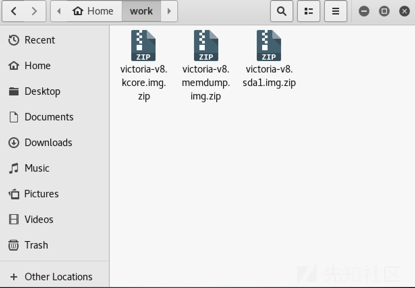 Home
work
Recent
Home
Desktop
Documents
Downloads
Music
Pictures
Videos
Trash
Other Locations
ZIP
victoria-v8.
kcore.img.
zip
ZIP
victoria-v8.
memdump.
img.zip
ZIP
victoria-v8.
sda1.img.zip